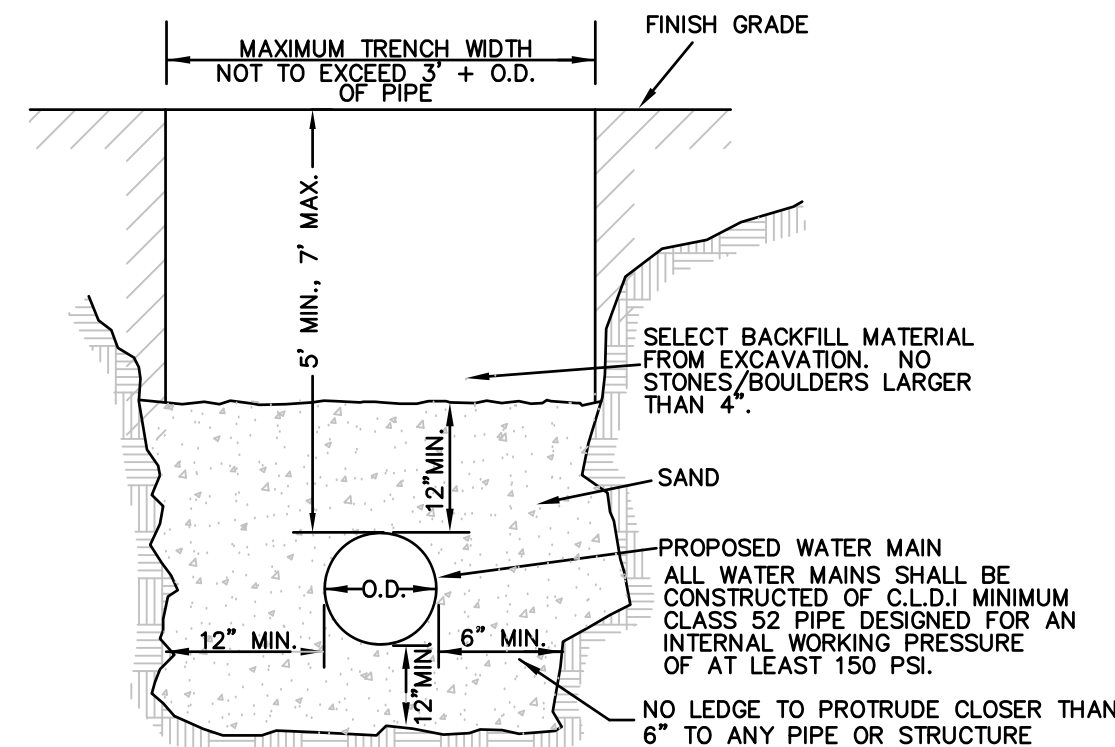 FINISH GRADE
MAXIMUM TRENCH WIDTH
NOT TO EXCEED 3' + O.D.
OF PIPE
5' MIN., 7' MAX.
SELECT BACKFILL MATERIAL
FROM EXCAVATION. NO
STONES/BOULDERS LARGER
THAN 4".
12"MIN.
SAND
PROPOSED WATER MAIN
ALL WATER MAINS SHALL BE
CONSTRUCTED OF C.L.D.I MINIMUM
CLASS 52 PIPE DESIGNED FOR AN
INTERNAL WORKING PRESSURE
OF AT LEAST 150 PSI.
O.D.
12" MIN.
6" MIN.
12"MIN.
NO LEDGE TO PROTRUDE CLOSER THAN
6" TO ANY PIPE OR STRUCTURE